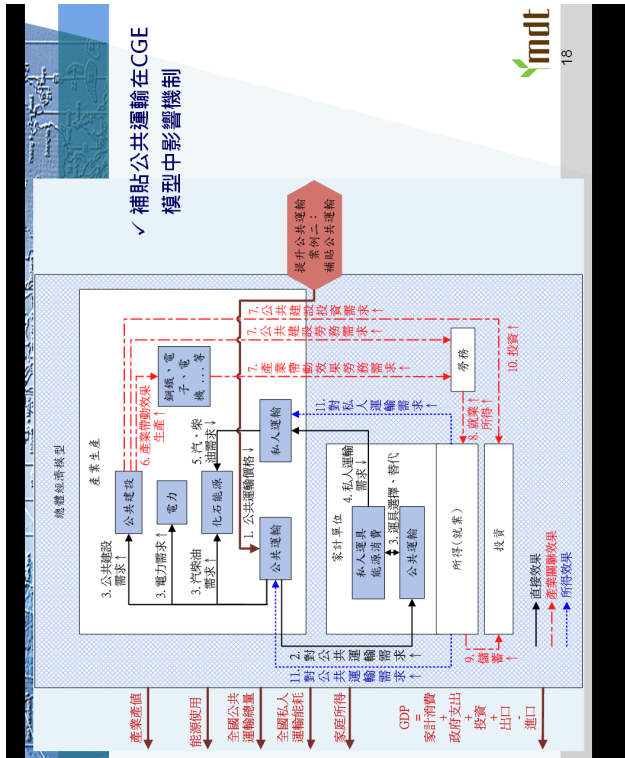 ✓ 補貼公共運輸在CGE
模型中影響機制
mdt
18
提升公共運輸
案例二：
補貼公共運輸
總體經濟模型
產業生產
公共建設
電力
化石能源
公共運輸
鋼鐵、電
子、電
機...等
私人運輸
勞務
3. 公共建設
需求↑
3. 電力需求↑
3. 汽柴油
需求↑
6. 產業帶動效果
生產↑
5. 汽、柴
油需求↓
1. 公共運輸價格↓
7. 公共建設投資需求↑
7. 公共建設勞務需求↑
7. 產業帶動效果勞務需求↑
11. 對私人運輸需求↑
4. 私人運輸
需求↓
3. 運具選擇、替代
家計單位
私人運具
能源消費
公共運輸
所得(就業)
投資
8. 就業↑
所得↑
10. 投資↑
2. 對公共運輸需求↑
11. 對公共運輸需求↑
9. 儲蓄↑
直接效果
產業關聯效果
所得效果
產業產值
能源使用
全國公共
運輸總量
全國私人
運輸能耗
家庭所得
GDP
=
家計消費
+
政府支出
+
投資
+
出口
-
進口